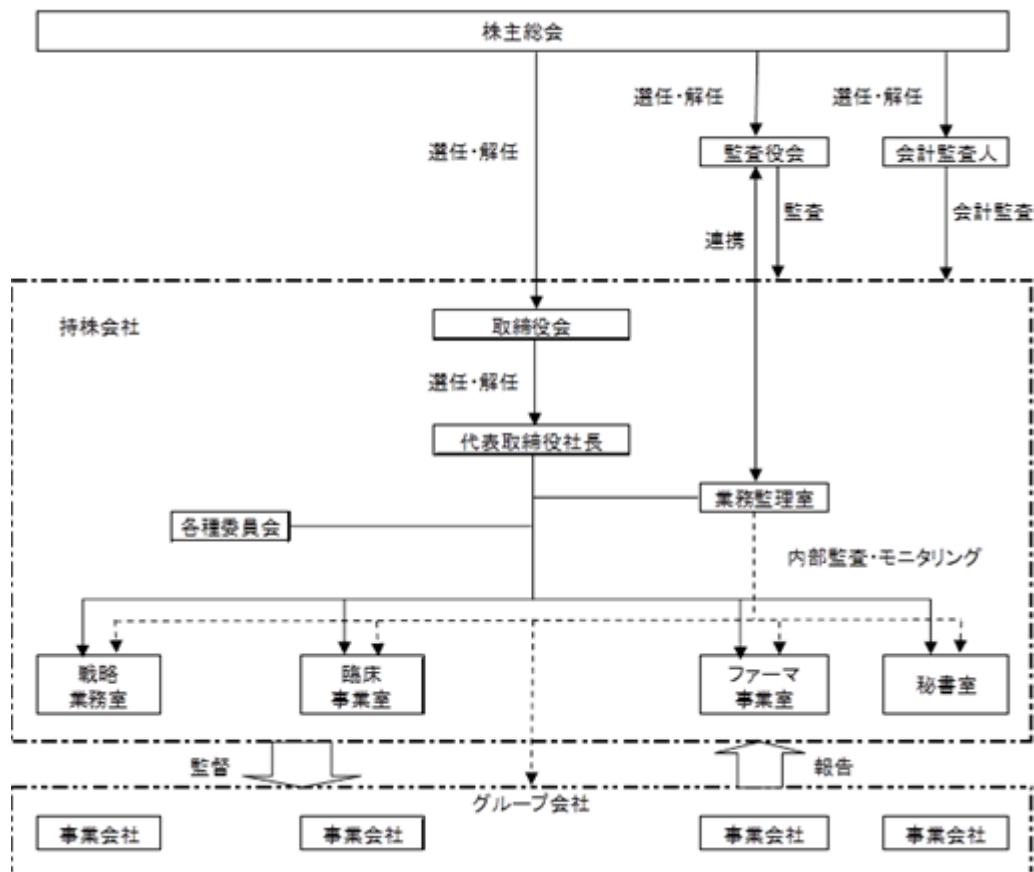 株主総会
選任・解任
選任・解任
選任・解任
監査役会
会計監査人
監査
会計監査
連携
持株会社
取締役会
選任・解任
代表取締役社長
業務監理室
各種委員会
内部監査・モニタリング
戦略
業務室
臨床
事業室
ファーマ
事業室
秘書室
監督
報告
グループ会社
事業会社
事業会社
事業会社
事業会社